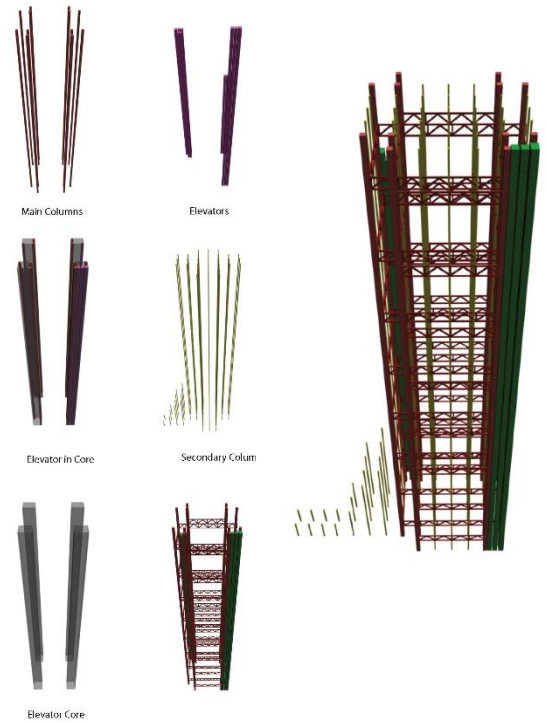 Main Columns
Elevators
Elevator in Core
Secondary Colum
Elevator Core